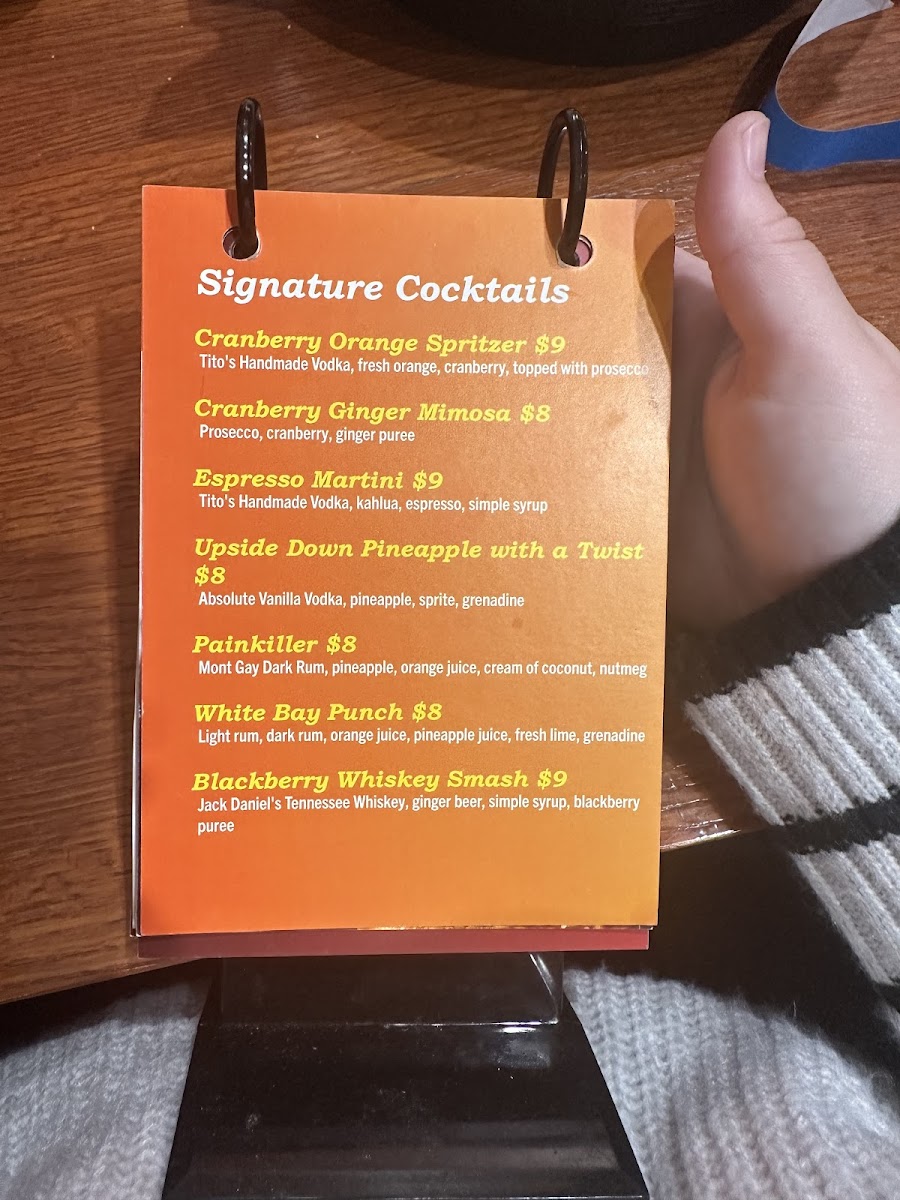 Signature Cocktails
Cranberry Orange Spritzer $9
Tito's Handmade Vodka, fresh orange, cranberry, topped with prosecco
Cranberry Ginger Mimosa $8
Prosecco, cranberry, ginger puree
Espresso Martini $9
Tito's Handmade Vodka, kahlua, espresso, simple syrup
Upside Down Pineapple with a Twist
$8
Absolute Vanilla Vodka, pineapple, sprite, grenadine
Painkiller $8
Mont Gay Dark Rum, pineapple, orange juice, cream of coconut, nutmeg
White Bay Punch $8
Light rum, dark rum, orange juice, pineapple juice, fresh lime, grenadine
Blackberry Whiskey Smash $9
Jack Daniel's Tennessee Whiskey, ginger beer, simple syrup, blackberry
puree